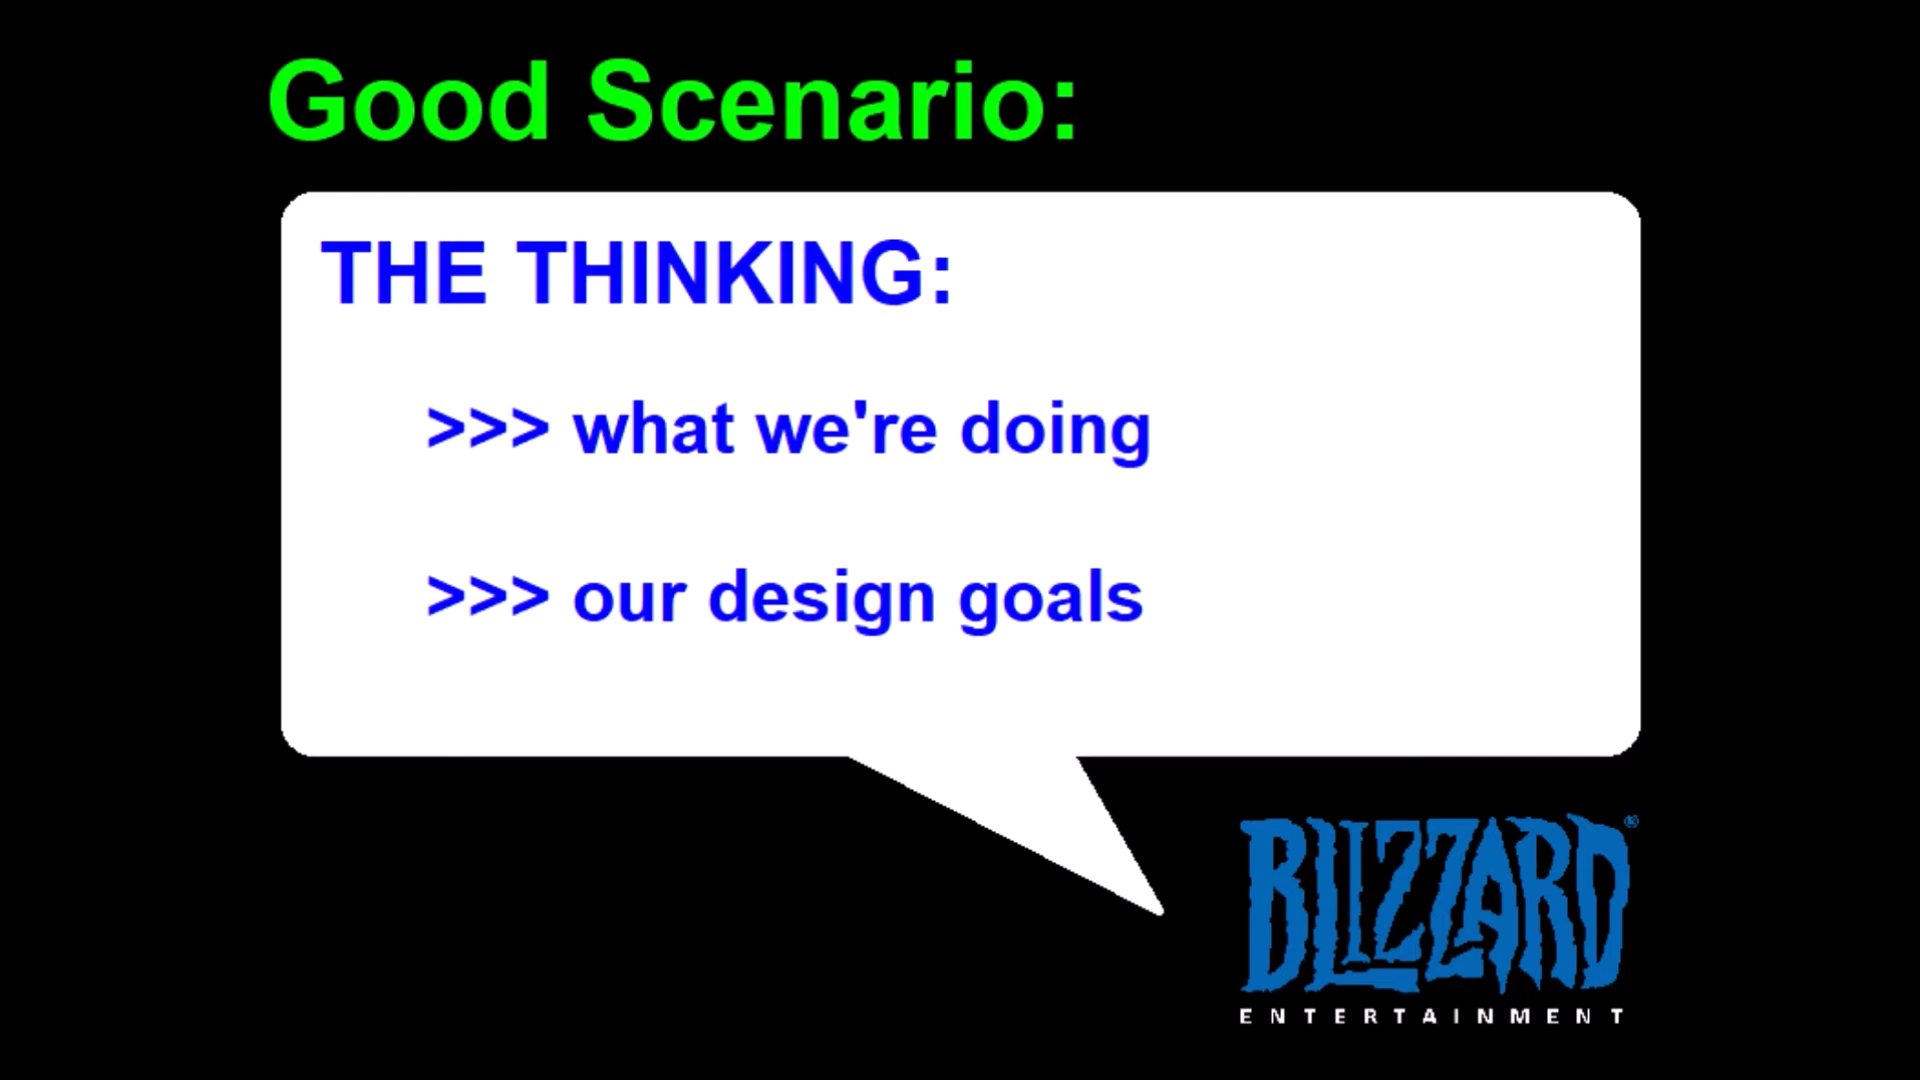 Good Scenario:
THE THINKING:
>>> what we're doing
>>> our design goals
BLIZZARD®
ENTERTAINMENT